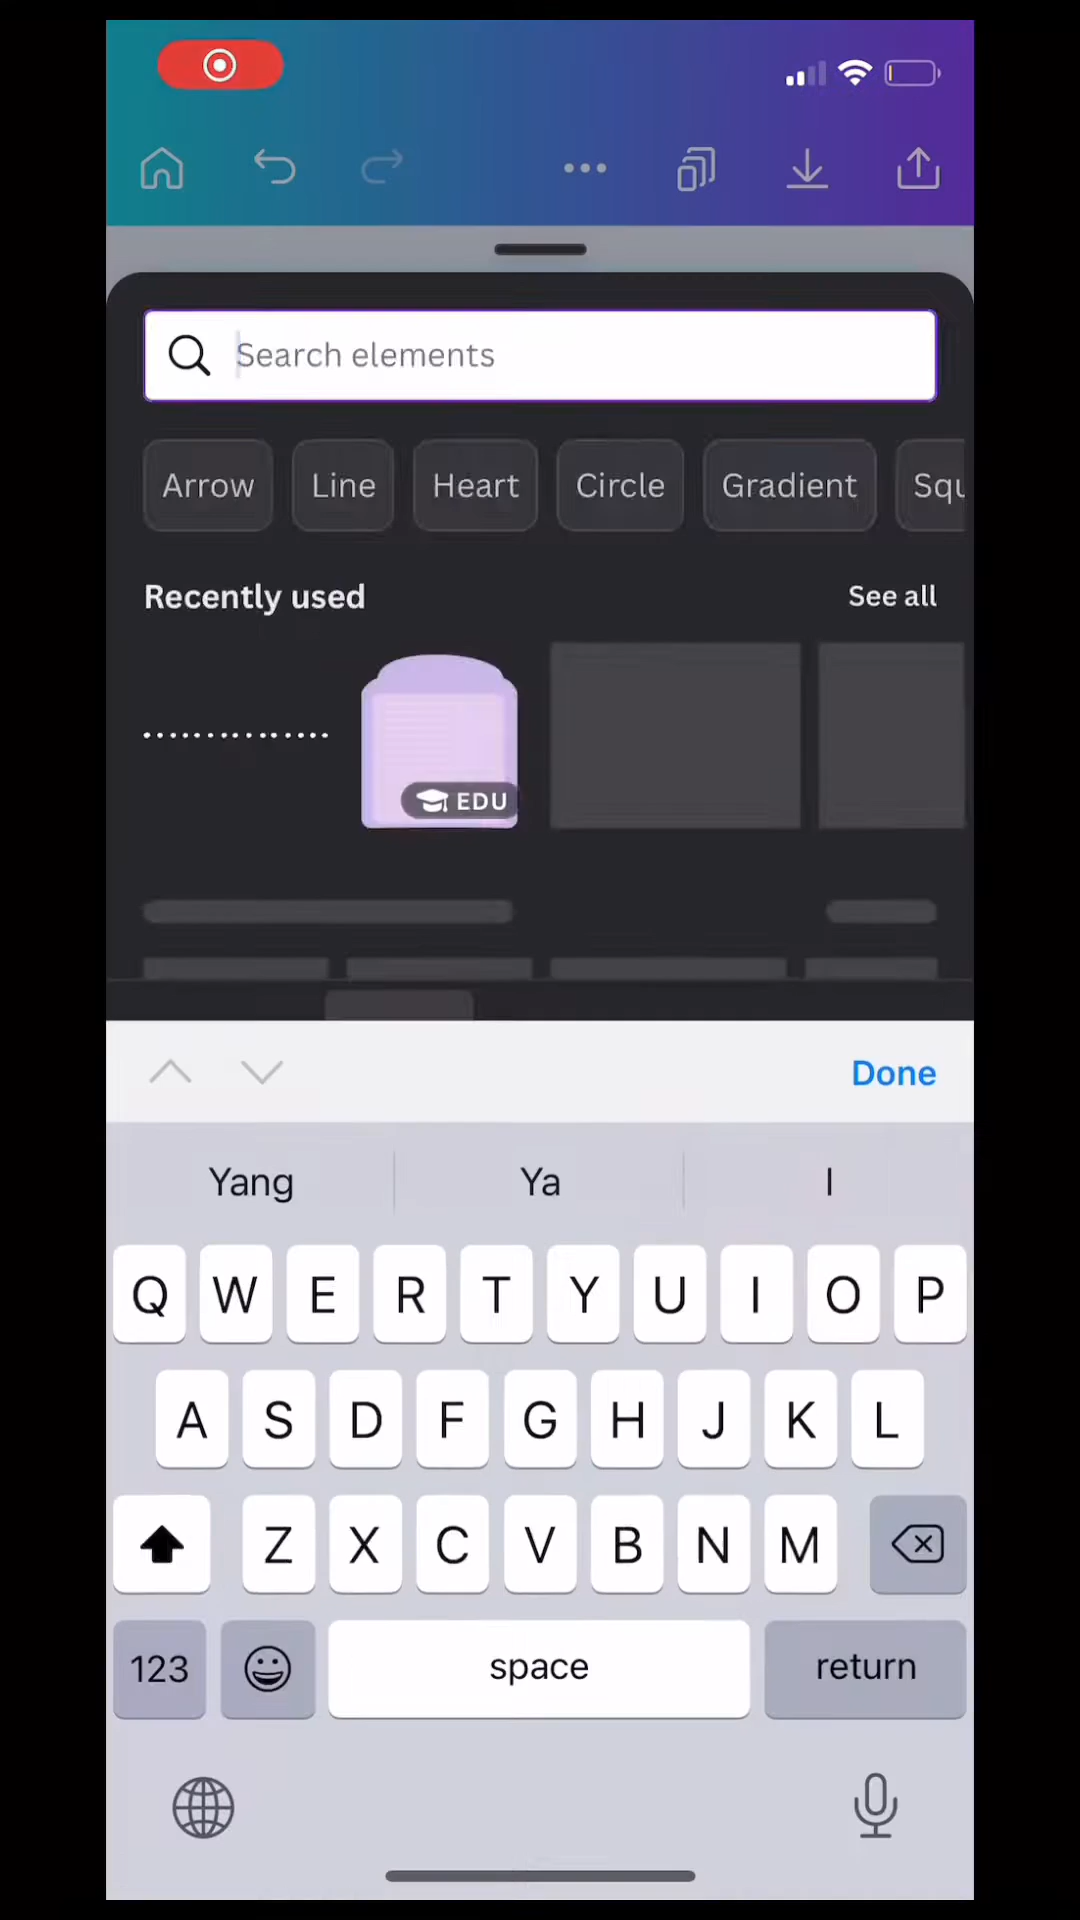 Search elements
Arrow Line Heart Circle Gradient Squ
Recently used See all
EDU
Done
Yang Ya I
Q W E R T Y U I O P
A S D F G H J K L
Z X C V B N M
123 space return